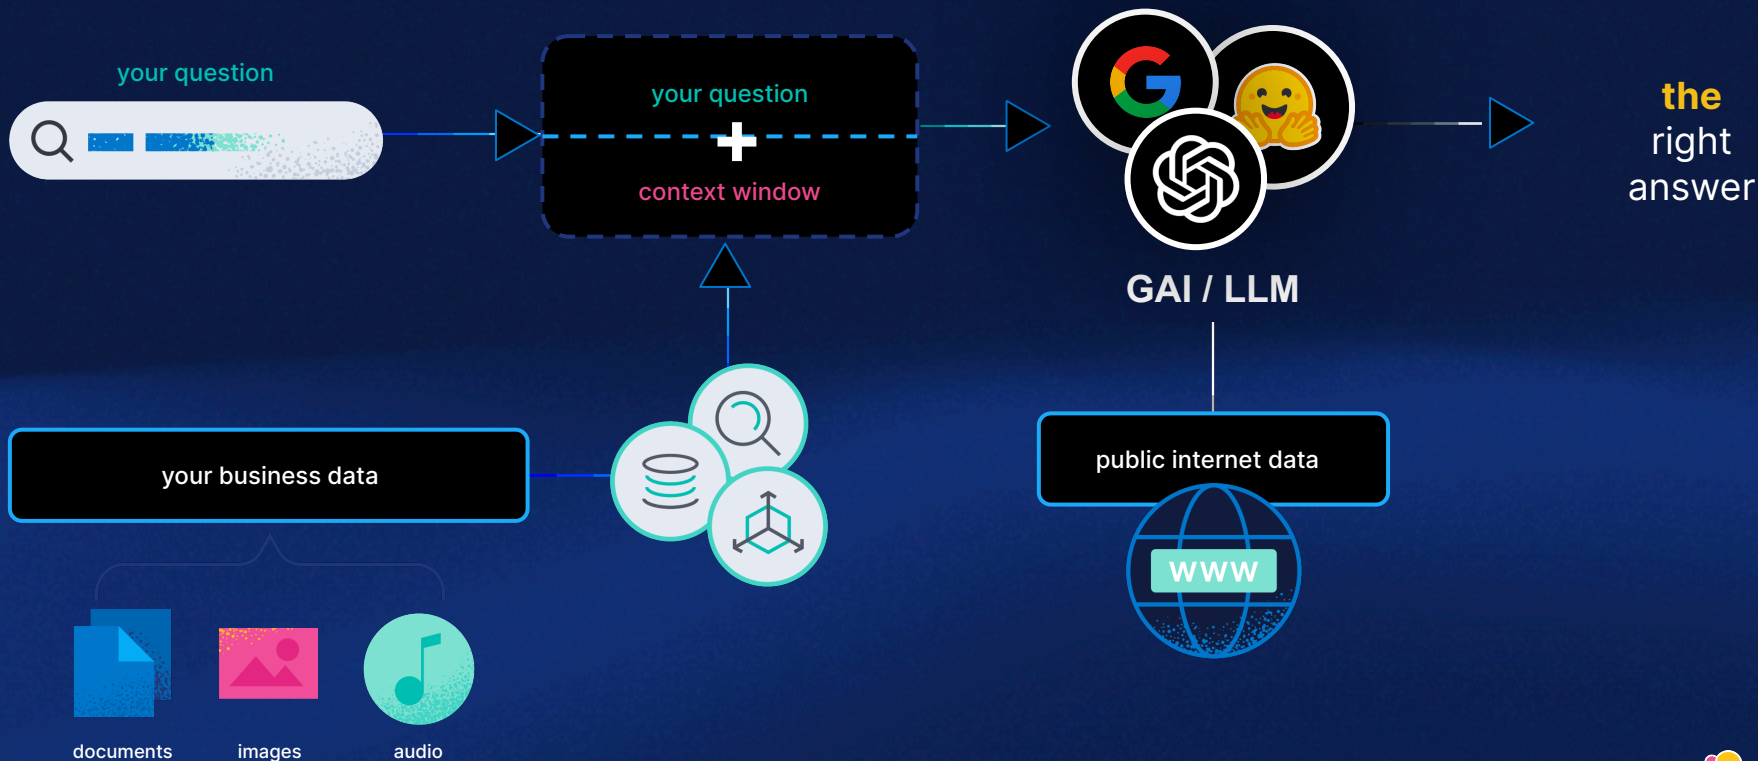 your question
your question
context window
the
right
answer
GAI / LLM
your business data
public internet data
WWW
documents
images
audio